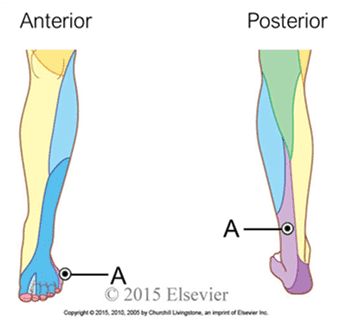 Anterior
Posterior
A
A
© 2015 Elsevier
Copyright © 2015, 2010, 2005 by Churchill Livingstone, an imprint of Elsevier Inc.